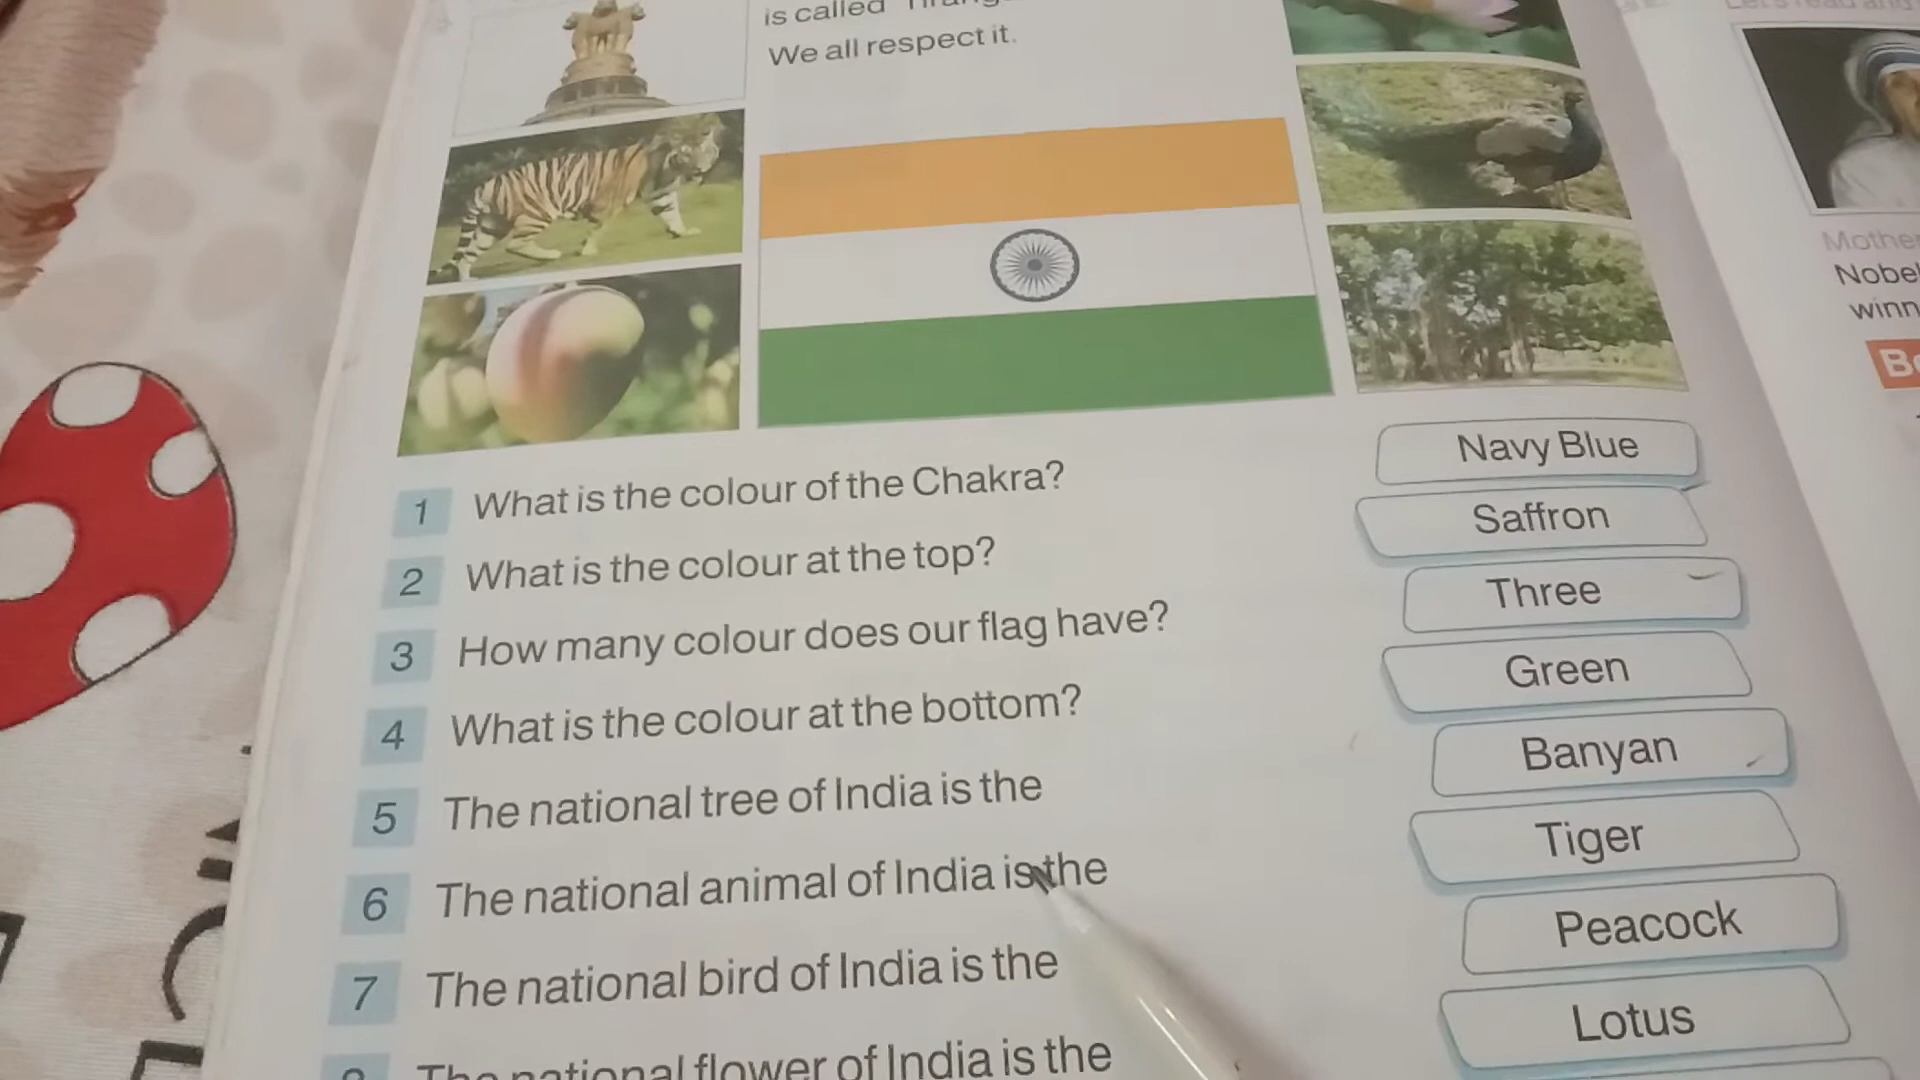 is called
We all respect it.
1 What is the colour of the Chakra?
Navy Blue
2 What is the colour at the top?
Saffron
3 How many colour does our flag have?
Three
4 What is the colour at the bottom?
Green
5 The national tree of India is the
Banyan
6 The national animal of India is the
Tiger
7 The national bird of India is the
Peacock
The national flower of India is the
Lotus
Mother
Nobel
winn